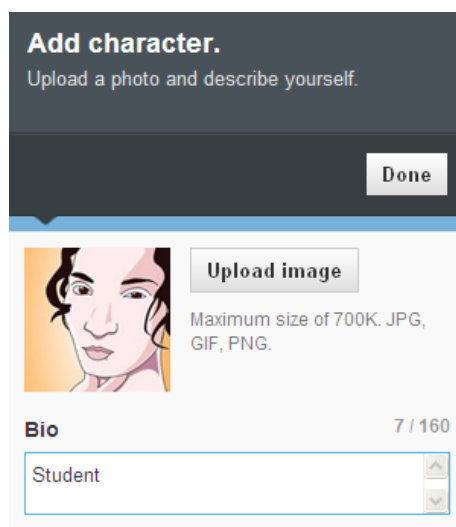 Add character.
Upload a photo and describe yourself.
Done
Upload image
Maximum size of 700K. JPG,
GIF, PNG.
Bio 7 / 160
Student